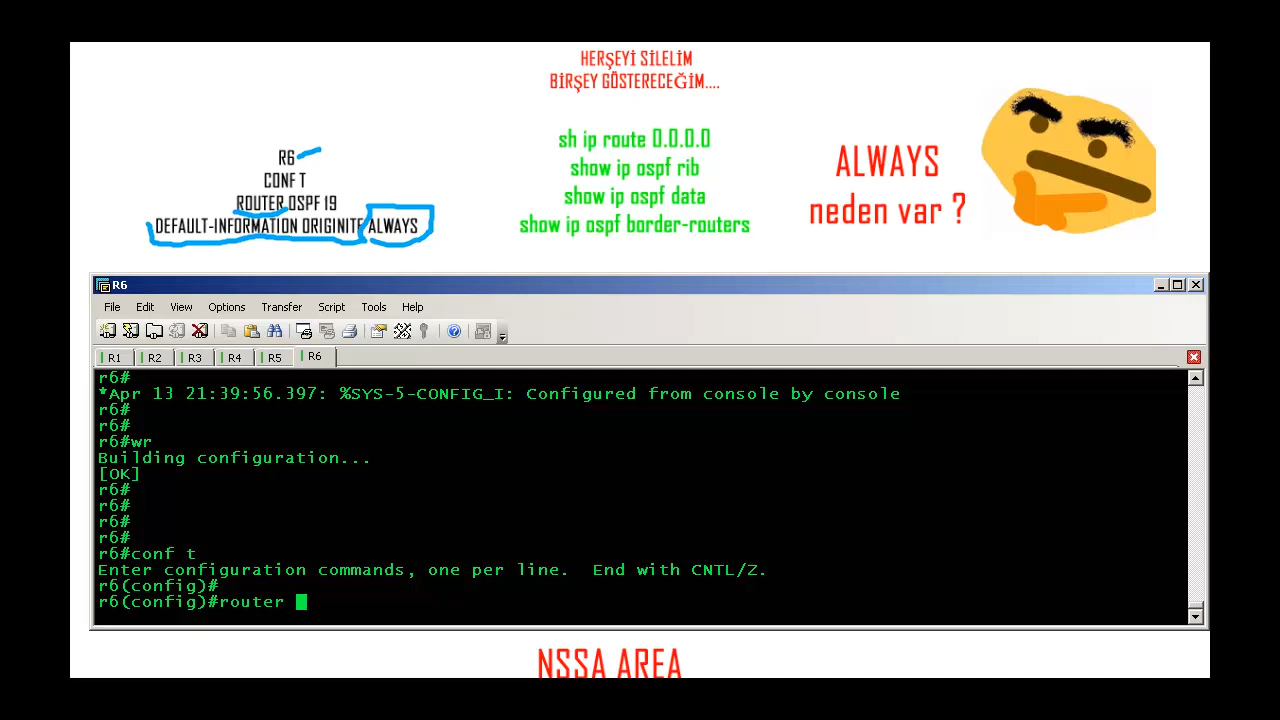 HERŞEYİ SİLELİM
BİRŞEY GÖSTERECEĞİM....
R6
CONF T
ROUTER OSPF 19
DEFAULT-INFORMATION ORIGINITE ALWAYS
sh ip route 0.0.0.0
show ip ospf rib
show ip ospf data
show ip ospf border-routers
ALWAYS
neden var ?
R6
File Edit View Options Transfer Script Tools Help
R1 R2 R3 R4 R5 R6
r6#
*Apr 13 21:39:56.397: %SYS-5-CONFIG_I: Configured from console by console
r6#
r6#
r6#wr
Building configuration...
[OK]
r6#
r6#
r6#
r6#
r6#conf t
Enter configuration commands, one per line.  End with CNTL/Z.
r6(config)#
r6(config)#router
NSSA AREA